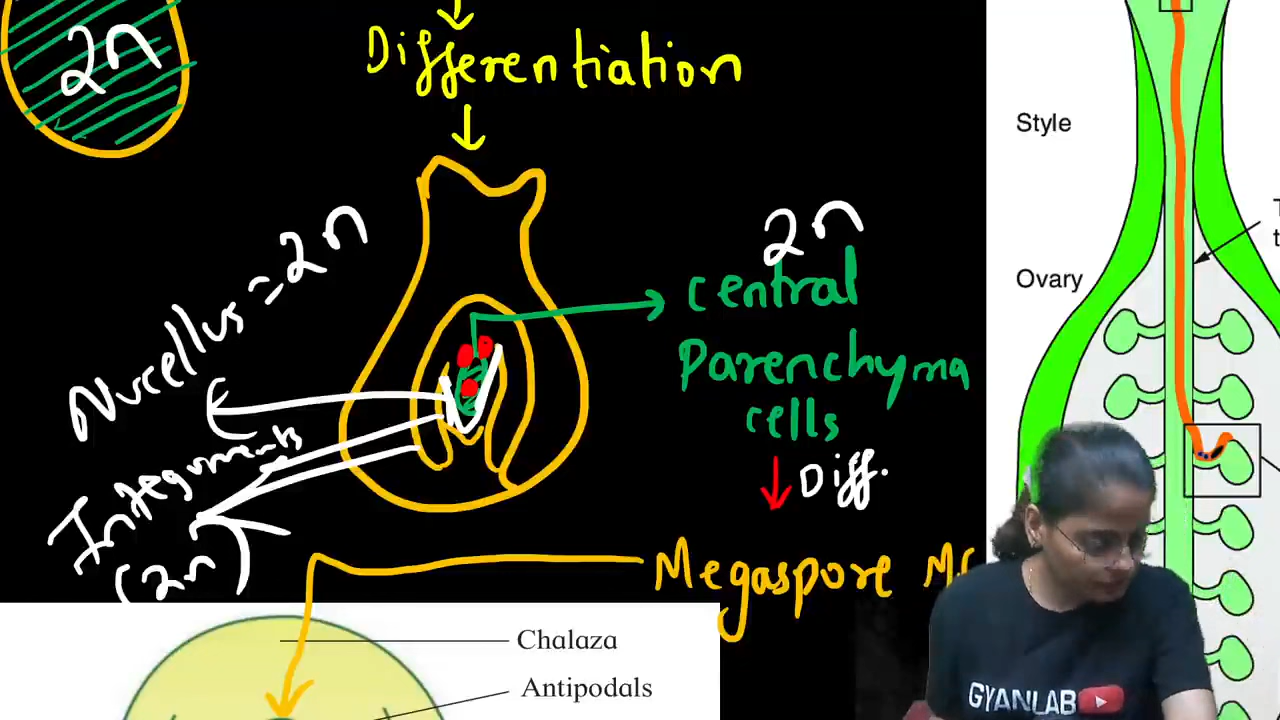 2n
Differentiation
Style
2n
Nucellus = 2n
Ovary
central
Parenchyma
cells
Integuments
(2n)
Diff.
Megaspore
Chalaza
Antipodals
GYANLAB